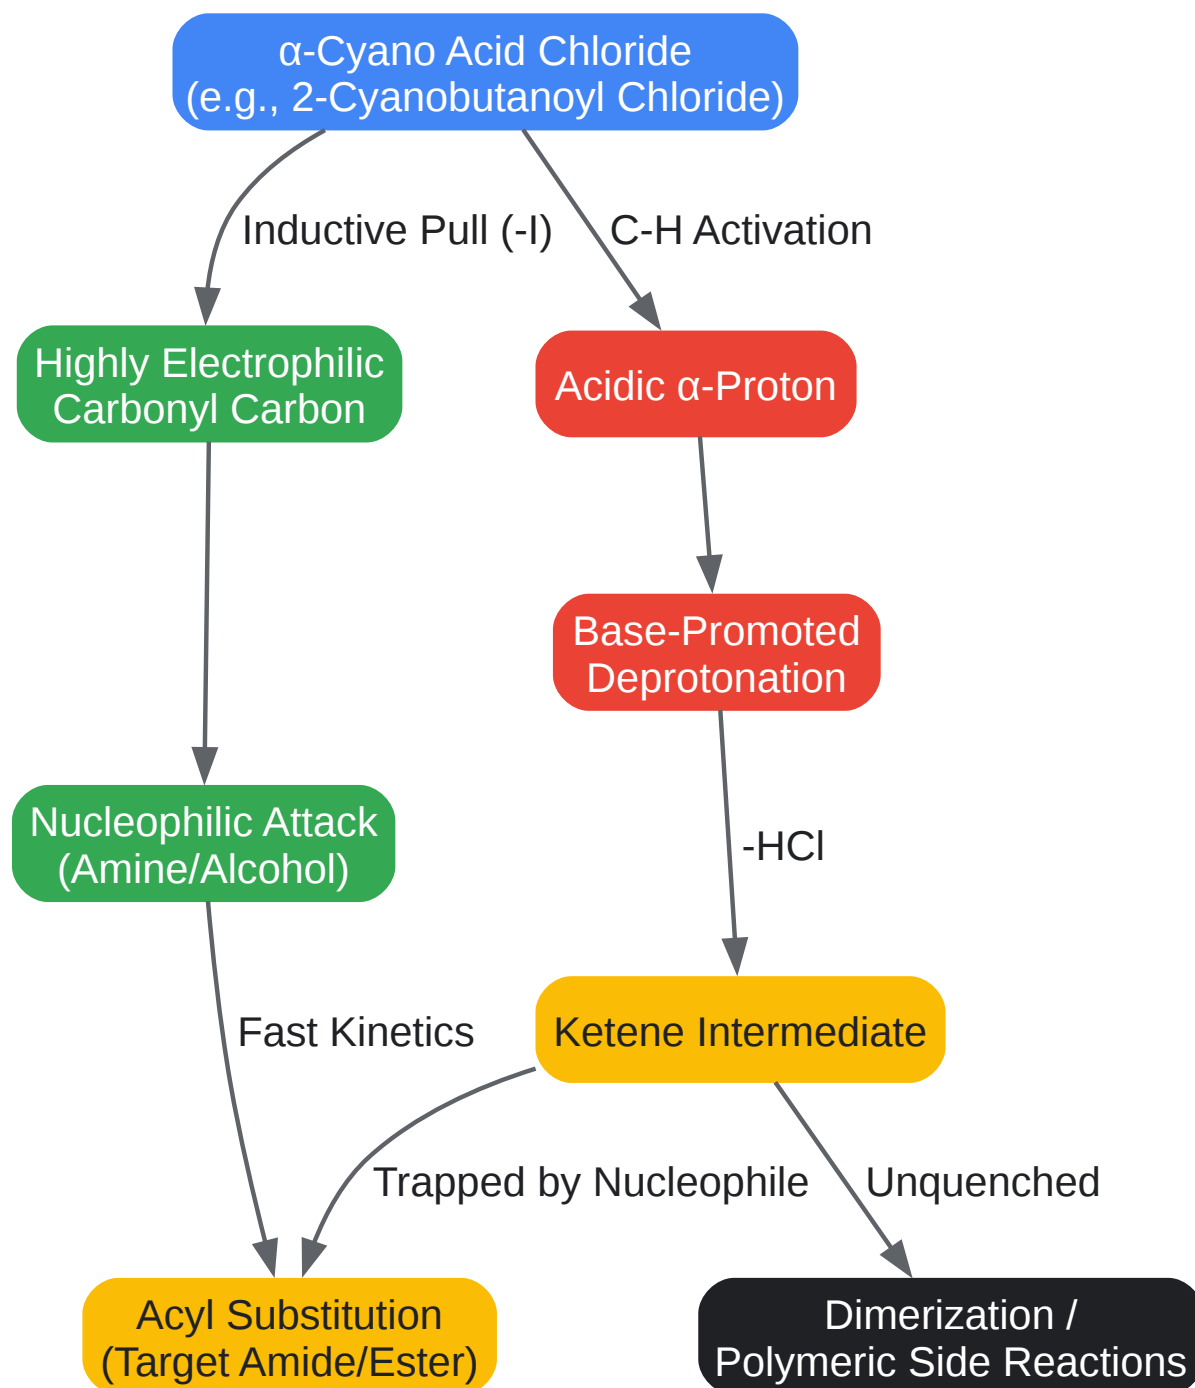 α-Cyano Acid Chloride
(e.g., 2-Cyanobutanoyl Chloride)
Inductive Pull (-I)
C-H Activation
Highly Electrophilic
Carbonyl Carbon
Acidic α-Proton
Base-Promoted
Deprotonation
Nucleophilic Attack
(Amine/Alcohol)
-HCl
Fast Kinetics
Ketene Intermediate
Trapped by Nucleophile
Unquenched
Acyl Substitution
(Target Amide/Ester)
Dimerization /
Polymeric Side Reactions